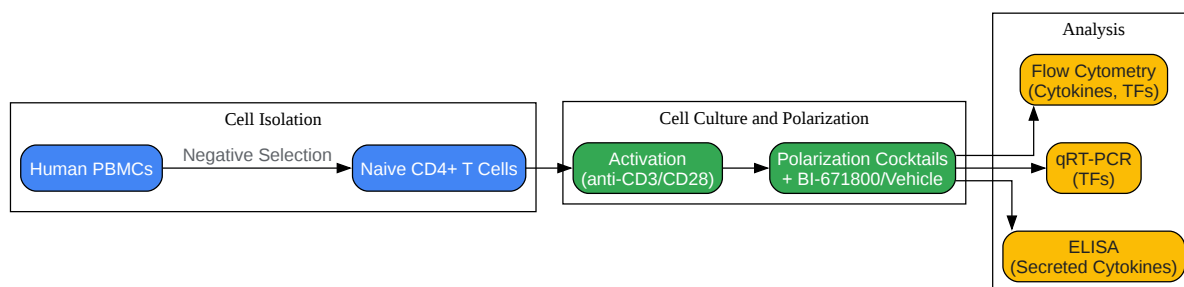 Cell Isolation
Human PBMCs
Negative Selection
Naive CD4+ T Cells
Cell Culture and Polarization
Activation
(anti-CD3/CD28)
Polarization Cocktails
+ BI-671800/Vehicle
Analysis
Flow Cytometry
(Cytokines, TFs)
qRT-PCR
(TFs)
ELISA
(Secreted Cytokines)